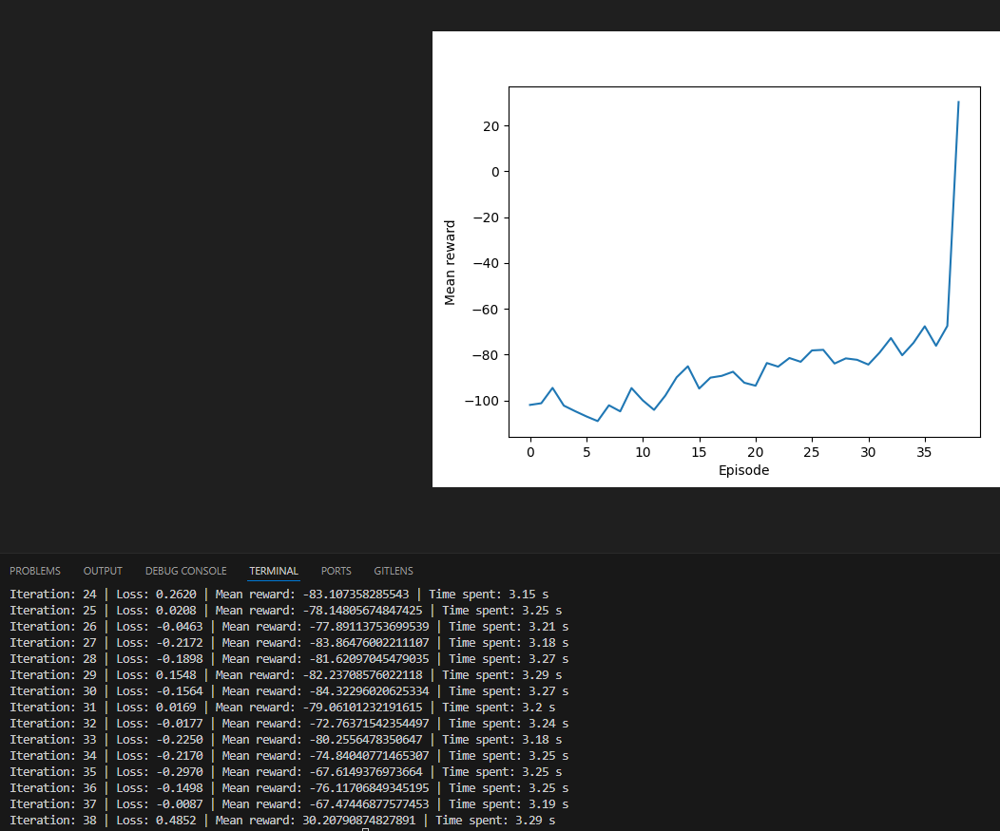 20
0
−20
−40
−60
−80
−100
Mean reward
0 5 10 15 20 25 30 35
Episode
PROBLEMS OUTPUT DEBUG CONSOLE TERMINAL PORTS GITLENS
Iteration: 24 | Loss: 0.2620 | Mean reward: -83.107358285543 | Time spent: 3.15 s
Iteration: 25 | Loss: 0.0208 | Mean reward: -78.14805674847425 | Time spent: 3.25 s
Iteration: 26 | Loss: -0.0463 | Mean reward: -77.89113753699539 | Time spent: 3.21 s
Iteration: 27 | Loss: -0.2172 | Mean reward: -83.86476002211107 | Time spent: 3.18 s
Iteration: 28 | Loss: -0.1898 | Mean reward: -81.62097045479035 | Time spent: 3.27 s
Iteration: 29 | Loss: 0.1548 | Mean reward: -82.23708576022118 | Time spent: 3.29 s
Iteration: 30 | Loss: -0.1564 | Mean reward: -84.32296020625334 | Time spent: 3.27 s
Iteration: 31 | Loss: 0.0169 | Mean reward: -79.06101232191615 | Time spent: 3.2 s
Iteration: 32 | Loss: -0.0177 | Mean reward: -72.76371542354497 | Time spent: 3.24 s
Iteration: 33 | Loss: -0.2250 | Mean reward: -80.2556478350647 | Time spent: 3.18 s
Iteration: 34 | Loss: -0.2170 | Mean reward: -74.84040771465307 | Time spent: 3.25 s
Iteration: 35 | Loss: -0.2970 | Mean reward: -67.6149376973664 | Time spent: 3.25 s
Iteration: 36 | Loss: -0.1498 | Mean reward: -76.11706849345195 | Time spent: 3.25 s
Iteration: 37 | Loss: -0.0087 | Mean reward: -67.47446877577453 | Time spent: 3.19 s
Iteration: 38 | Loss: 0.4852 | Mean reward: 30.20790874827891 | Time spent: 3.29 s